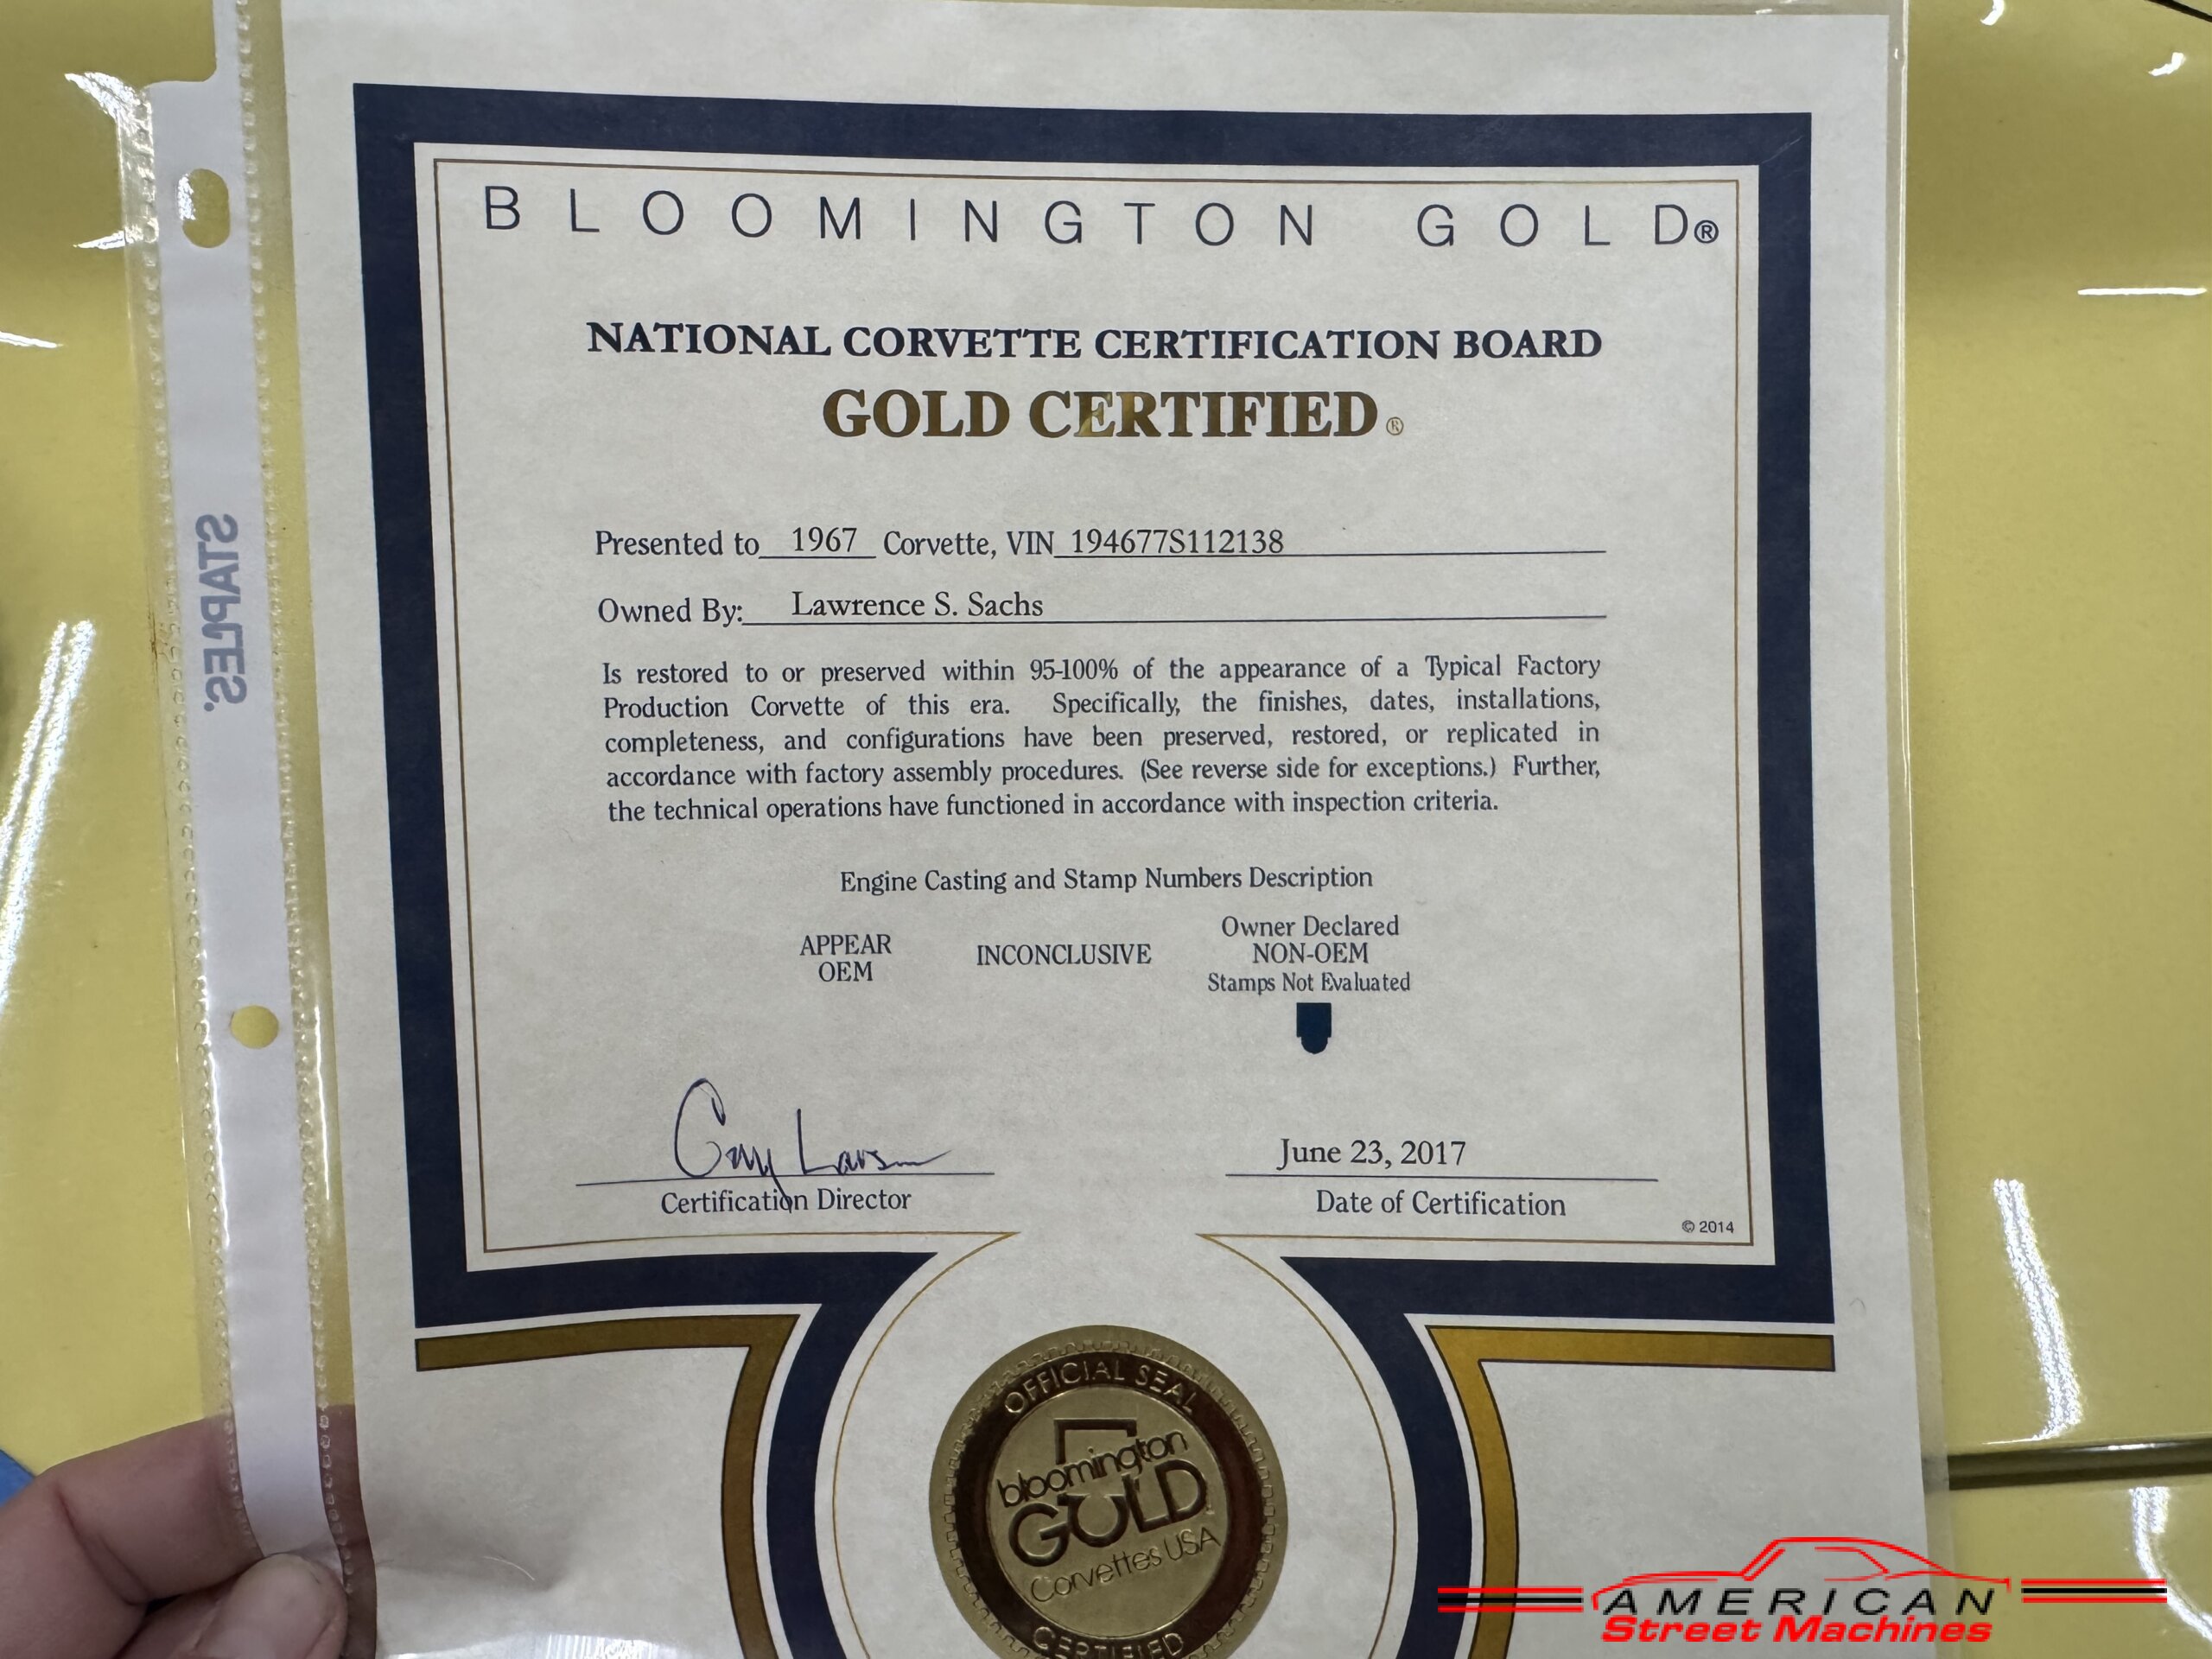 BLOOMINGTON GOLD®
NATIONAL CORVETTE CERTIFICATION BOARD
GOLD CERTIFIED®
Presented to 1967 Corvette, VIN 194677S112138
Owned By: Lawrence S. Sachs
Is restored to or preserved within 95-100% of the appearance of a Typical Factory
Production Corvette of this era. Specifically, the finishes, dates, installations,
completeness, and configurations have been preserved, restored, or replicated in
accordance with factory assembly procedures. (See reverse side for exceptions.) Further,
the technical operations have functioned in accordance with inspection criteria.
Engine Casting and Stamp Numbers Description
APPEAR
OEM
INCONCLUSIVE
Owner Declared
NON-OEM
Stamps Not Evaluated
Gary Larson
Certification Director
June 23, 2017
Date of Certification
© 2014
OFFICIAL SEAL
bloomington
GOLD
Corvettes USA
CERTIFIED
STAPLES.
AMERICAN
Street Machines